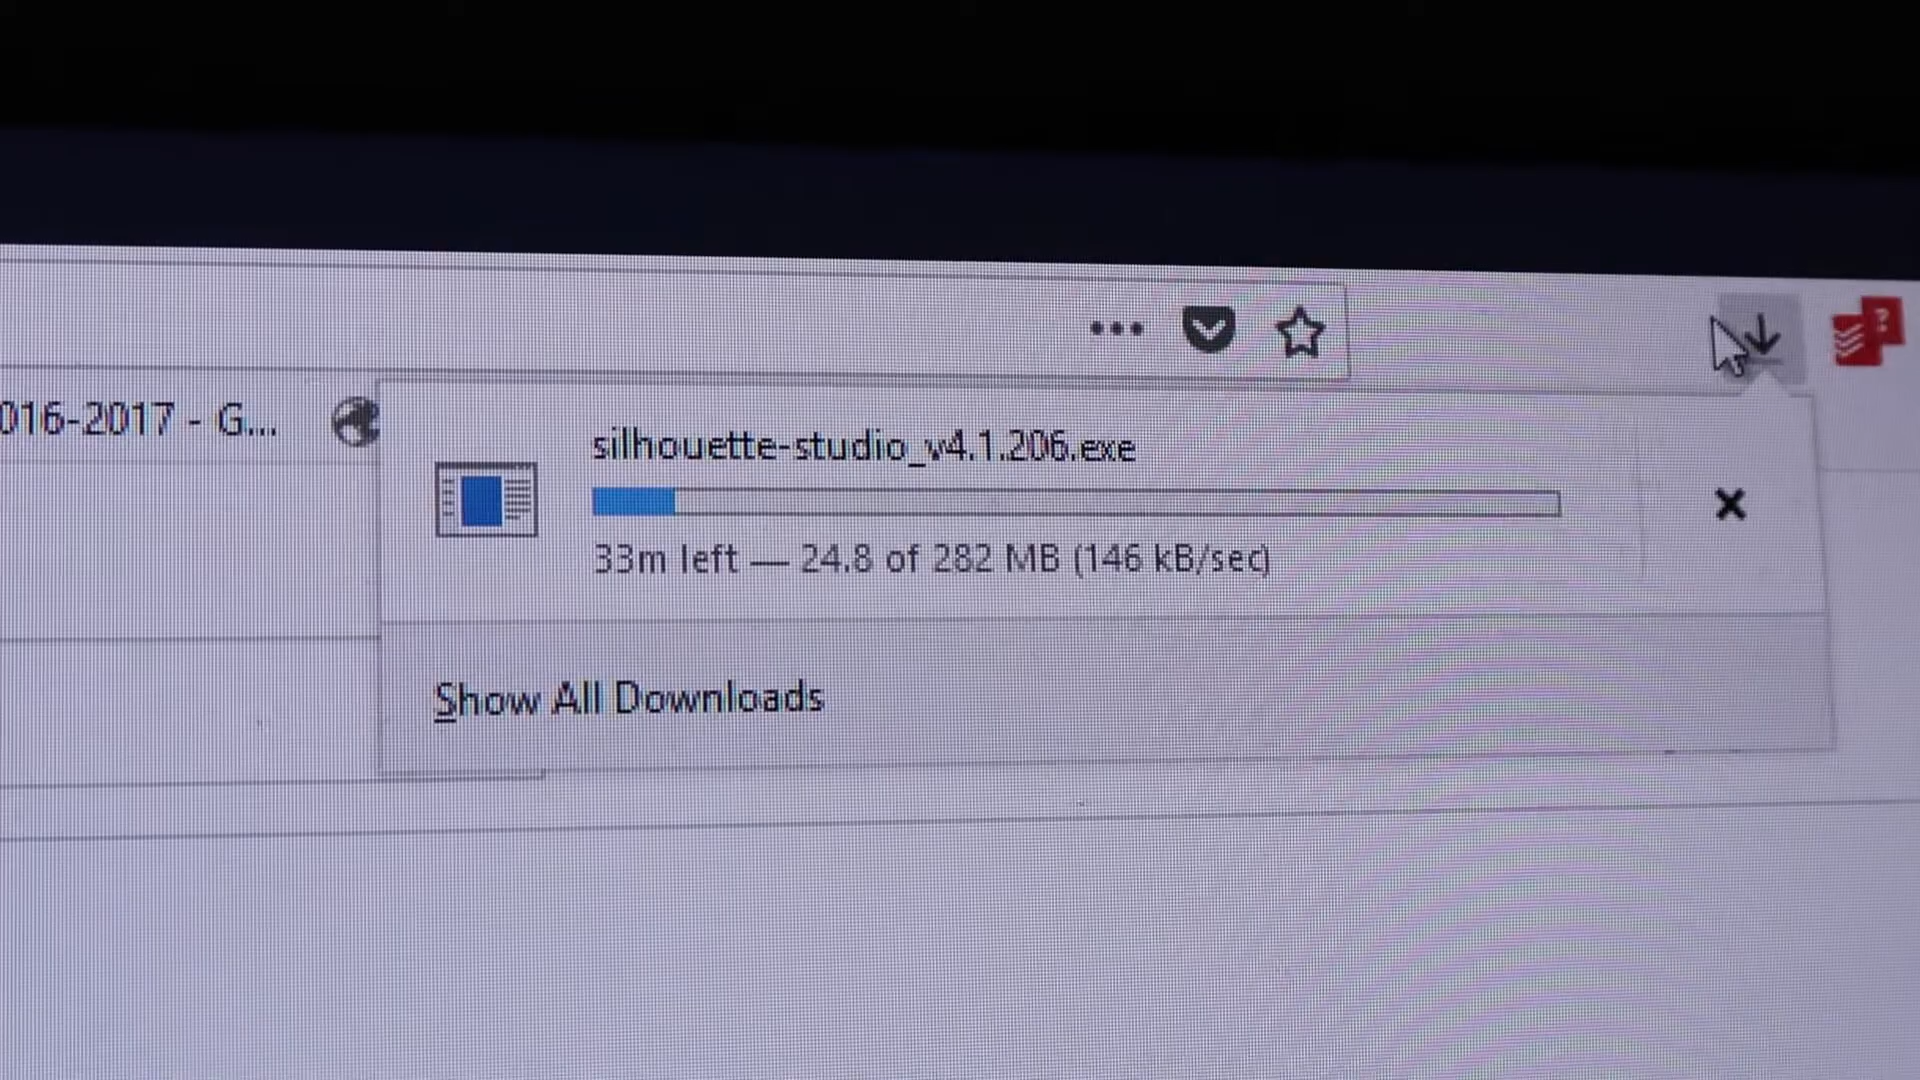 016-2017 - G...
silhouette-studio_v4.1.206.exe
33m left — 24.8 of 282 MB (146 kB/sec)
Show All Downloads
?